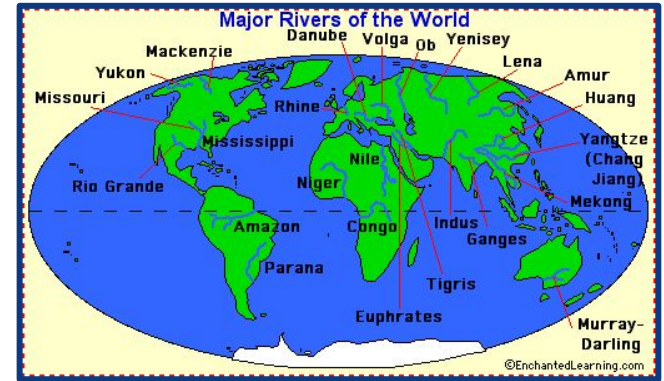 Major Rivers of the World
Danube
Volga
Ob
Yenisey
Mackenzie
Lena
Yukon
Amur
Missouri
Rhine
Huang
Mississippi
Yangtze
(Chang
Jiang)
Nile
Niger
Rio Grande
Mekong
Amazon
Congo
Indus
Ganges
Parana
Tigris
Euphrates
Murray-
Darling
©EnchantedLearning.com